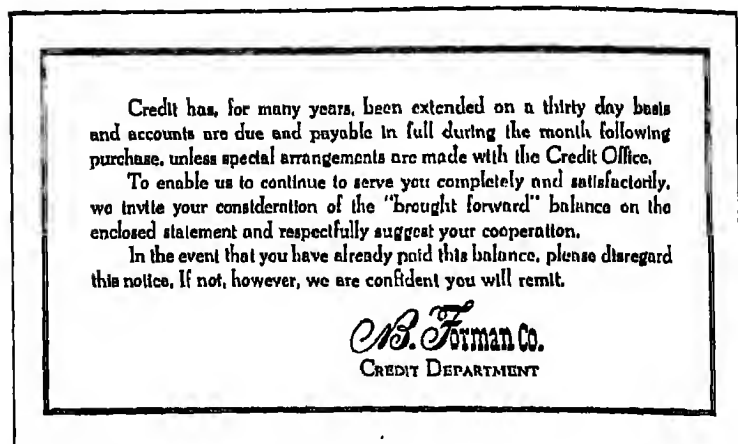 Credit has, for many years, been extended on a thirty day basis
and accounts are due and payable in full during the month following
purchase, unless special arrangements are made with the Credit Office.
To enable us to continue to serve you completely and satisfactorily,
we invite your consideration of the "brought forward" balance on the
enclosed statement and respectfully suggest your cooperation.
In the event that you have already paid this balance, please disregard
this notice. If not, however, we are confident you will remit.
B. Forman Co.
CREDIT DEPARTMENT